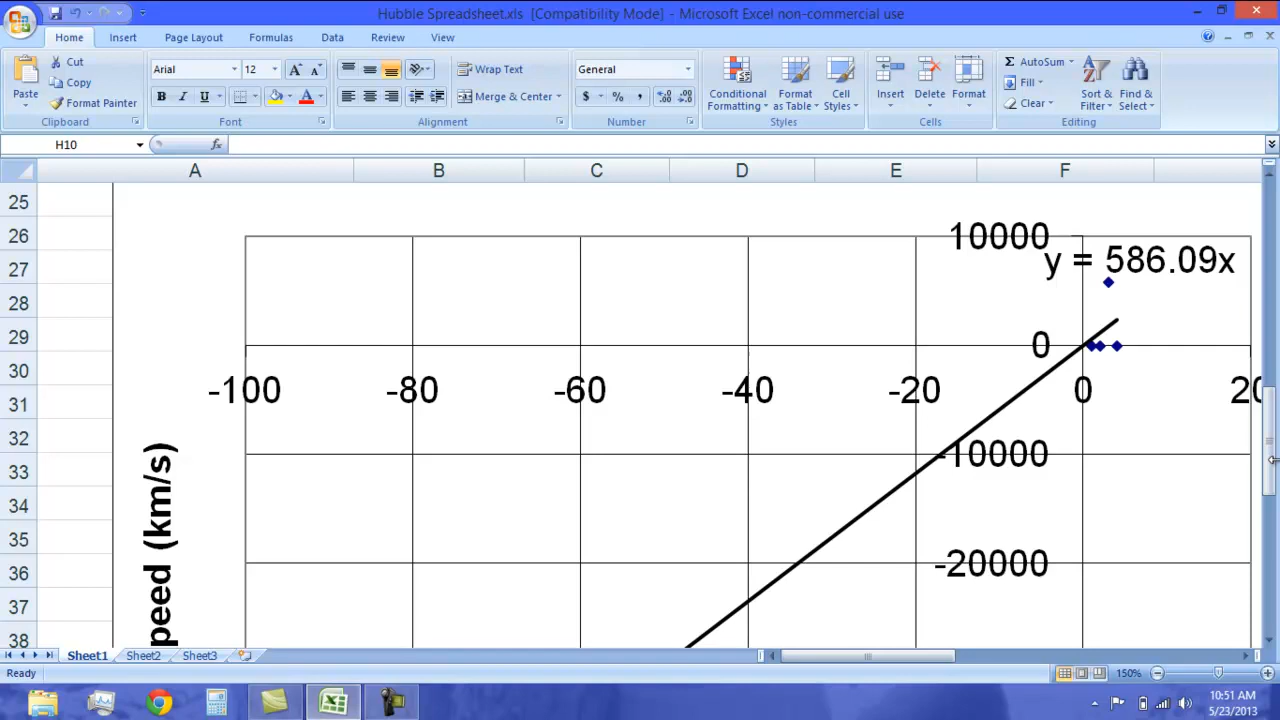 Hubble Spreadsheet.xls [Compatibility Mode] - Microsoft Excel non-commercial use
Home Insert Page Layout Formulas Data Review View
Paste
Cut
Copy
Format Painter
Clipboard
Arial 12
B I U
Font
Wrap Text
Merge & Center
Alignment
General
$ % ,
Number
Conditional Formatting
Format as Table
Cell Styles
Styles
Insert Delete Format
Cells
AutoSum
Fill
Clear
Sort & Filter
Find & Select
Editing
H10 fx
A B C D E F
25
26
27
28
29
30
31
32
33
34
35
36
37
38
10000
y = 586.09x
0
-100 -80 -60 -40 -20 0 20
-10000
-20000
peed (km/s)
Sheet1 Sheet2 Sheet3
Ready 150%
10:51 AM
5/23/2013